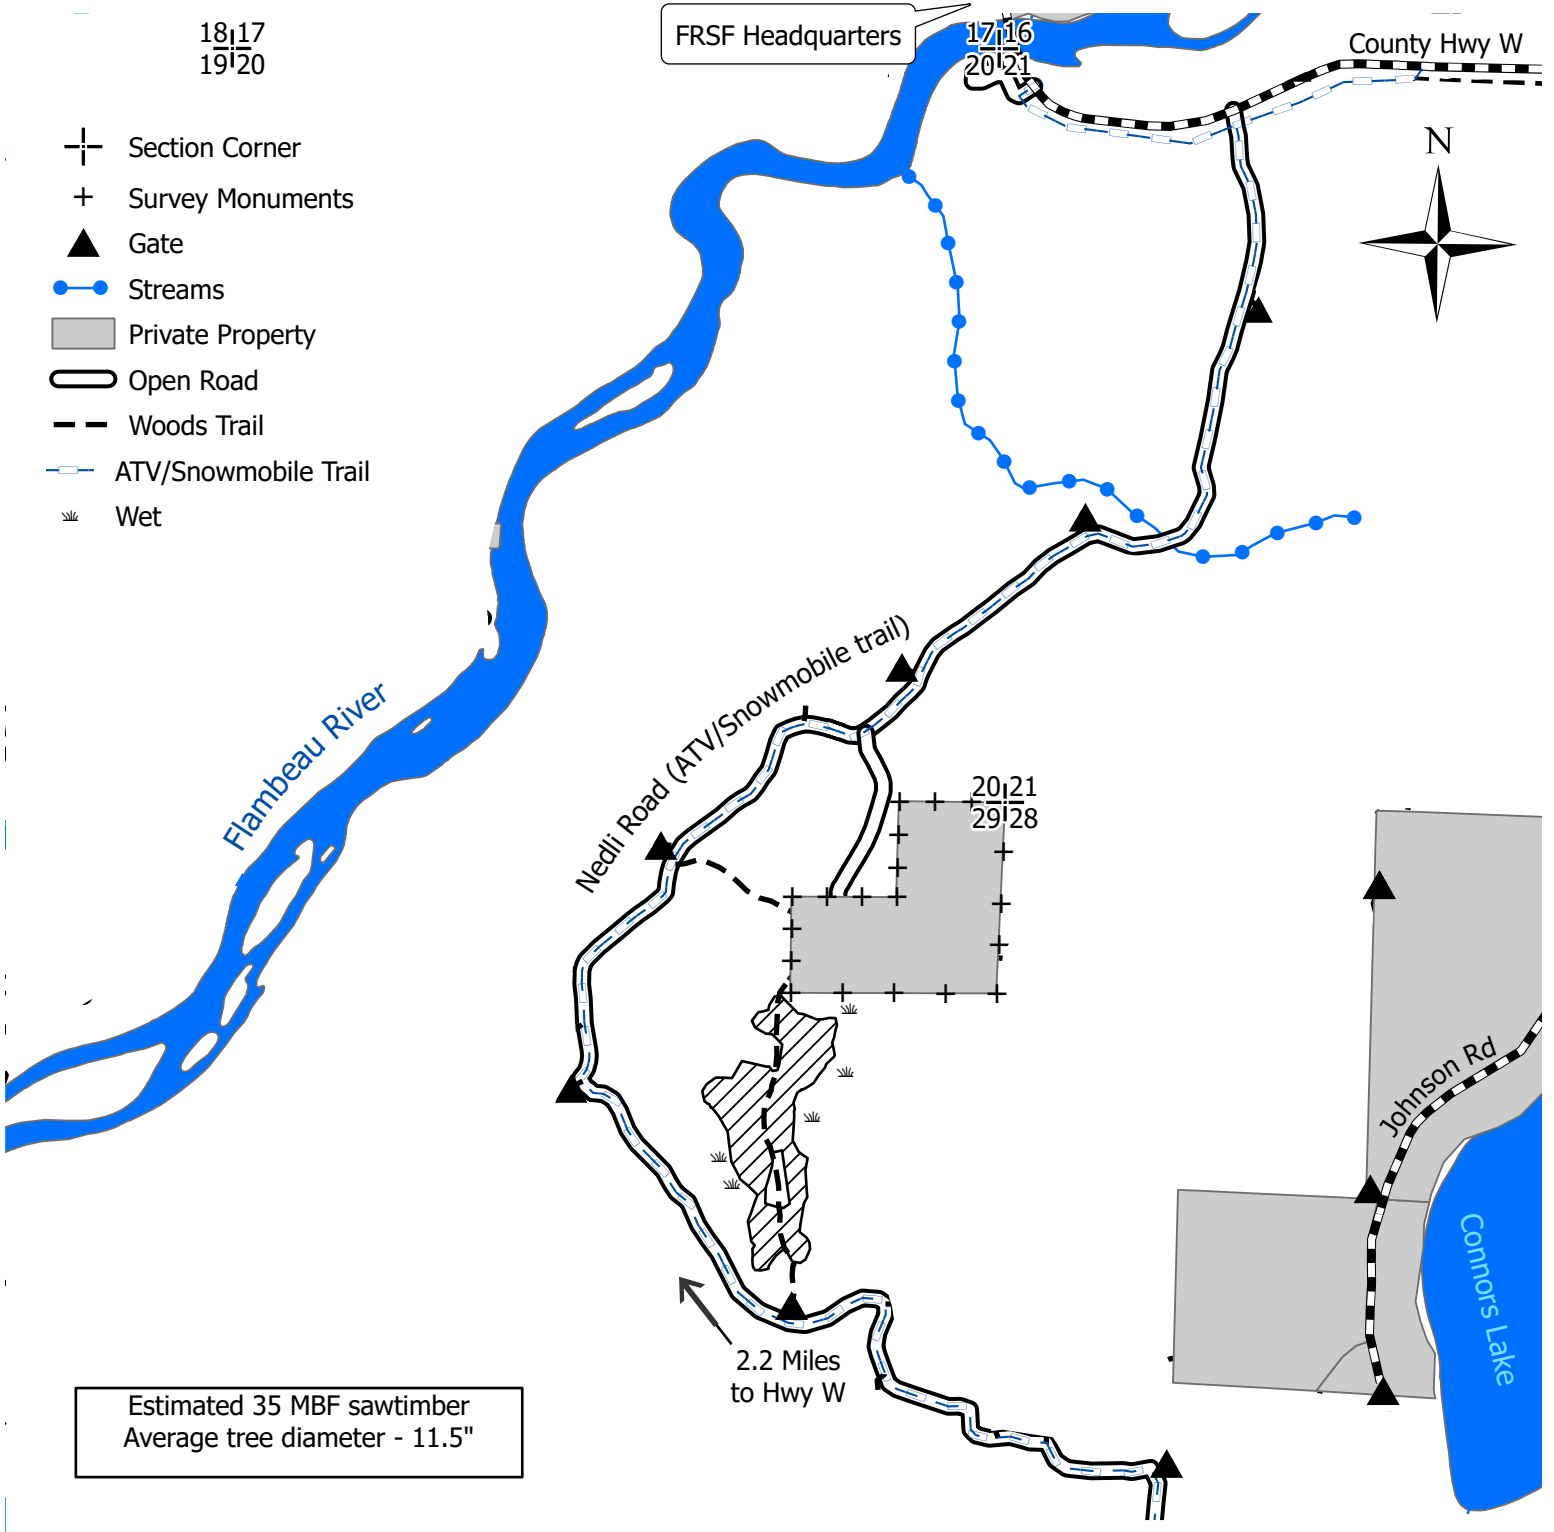 FRSF Headquarters
18 17
19 20
17 16
20 21
County Hwy W
N
Section Corner
Survey Monuments
Gate
Streams
Private Property
Open Road
Woods Trail
ATV/Snowmobile Trail
Wet
Flambeau River
Nedli Road (ATV/Snowmobile trail)
20 21
29 28
Johnson Rd
Connors Lake
2.2 Miles
to Hwy W
Estimated 35 MBF sawtimber
Average tree diameter - 11.5"